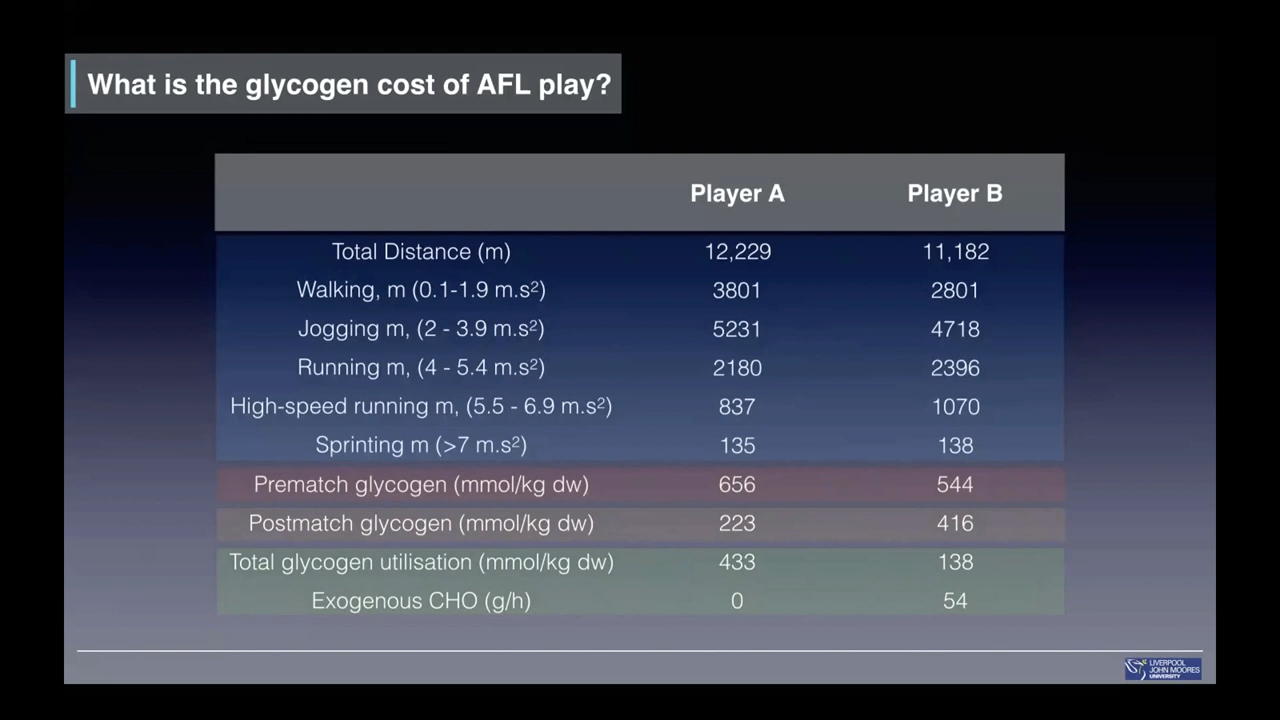 What is the glycogen cost of AFL play?
Player A Player B
Total Distance (m) 12,229 11,182
Walking, m (0.1-1.9 m.s²) 3801 2801
Jogging m, (2 - 3.9 m.s²) 5231 4718
Running m, (4 - 5.4 m.s²) 2180 2396
High-speed running m, (5.5 - 6.9 m.s²) 837 1070
Sprinting m (>7 m.s²) 135 138
Prematch glycogen (mmol/kg dw) 656 544
Postmatch glycogen (mmol/kg dw) 223 416
Total glycogen utilisation (mmol/kg dw) 433 138
Exogenous CHO (g/h) 0 54
LIVERPOOL
JOHN MOORES
UNIVERSITY